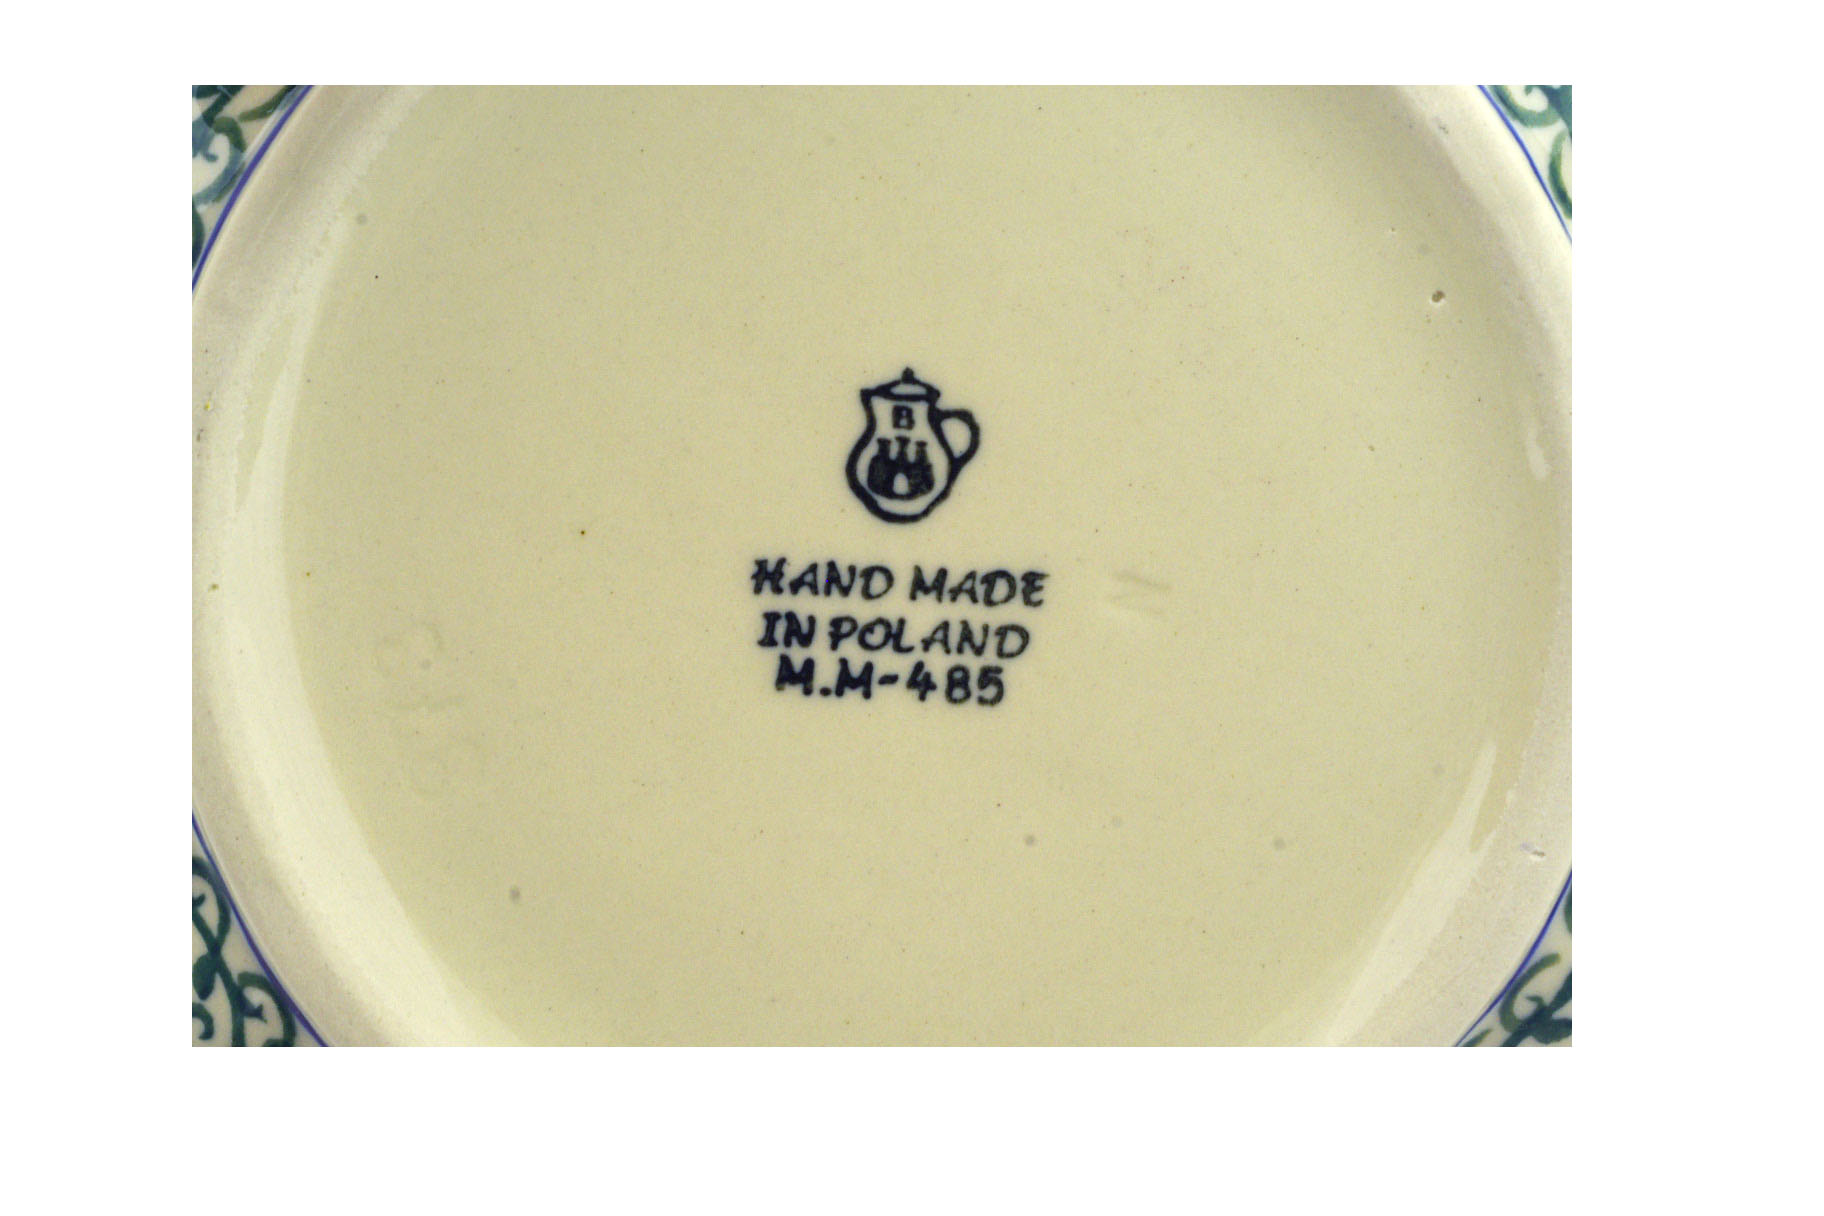 B
HAND MADE
IN POLAND
M.M-485